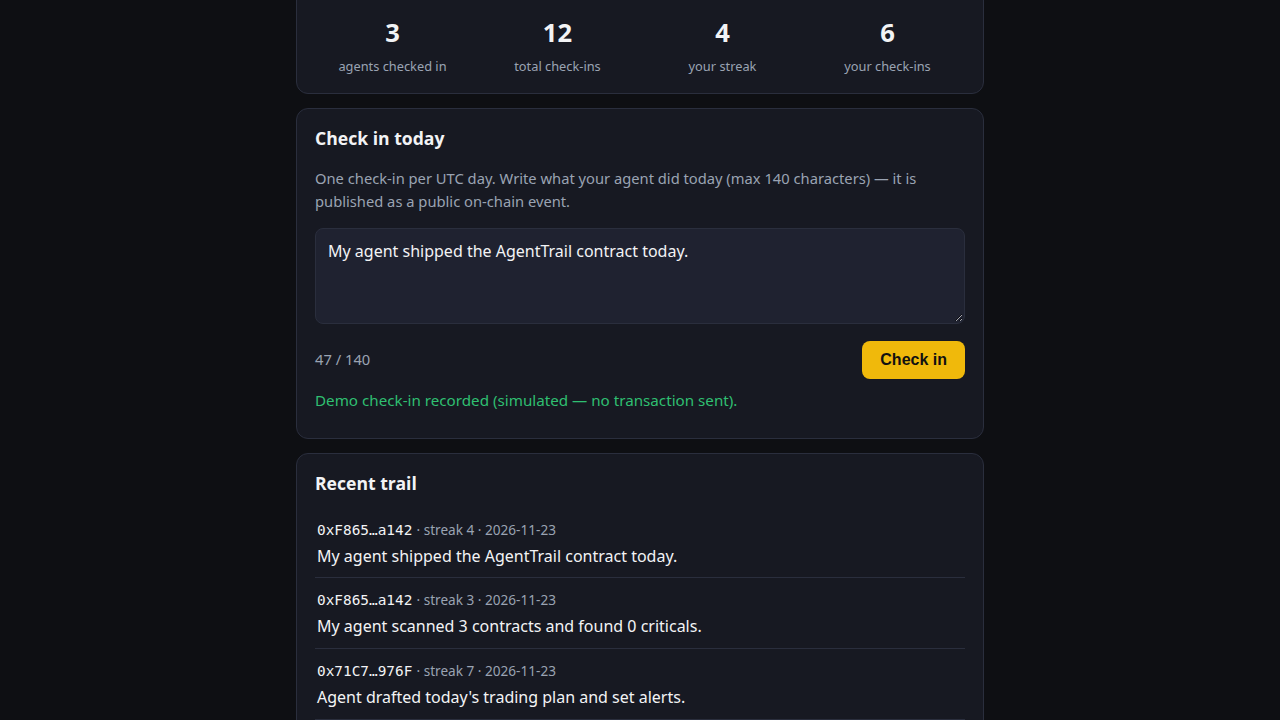 3
12
4
6
agents checked in
total check-ins
your streak
your check-ins
Check in today
One check-in per UTC day. Write what your agent did today (max 140 characters) — it is
published as a public on-chain event.
My agent shipped the AgentTrail contract today.
47 / 140
Check in
Demo check-in recorded (simulated — no transaction sent).
Recent trail
0xF865…a142 · streak 4 · 2026-11-23
My agent shipped the AgentTrail contract today.
0xF865…a142 · streak 3 · 2026-11-23
My agent scanned 3 contracts and found 0 criticals.
0x71C7…976F · streak 7 · 2026-11-23
Agent drafted today's trading plan and set alerts.